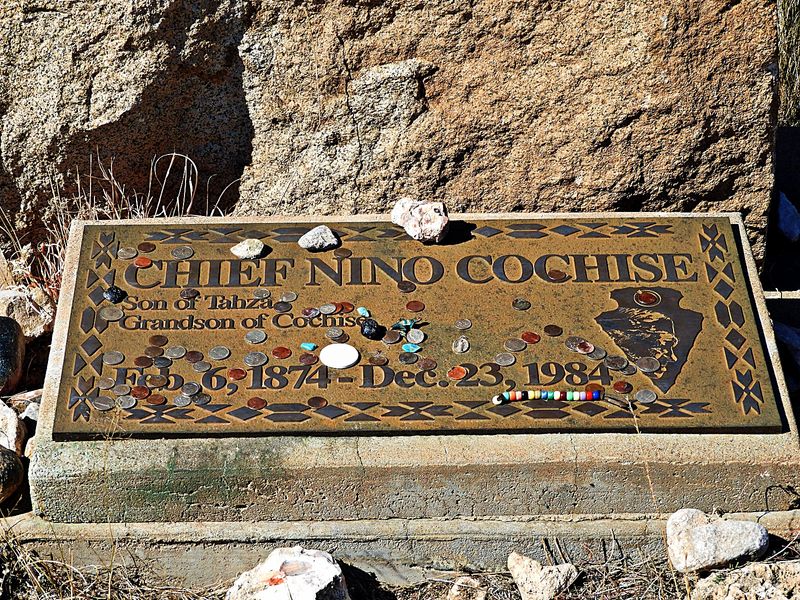 CHIEF NINO COCHISE
Son of Tahza
Grandson of Cochise
Feb. 6, 1874 - Dec. 23, 1984